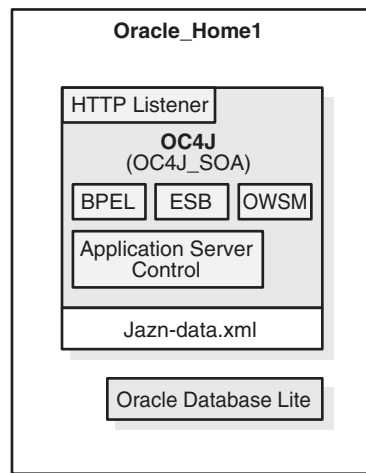 Oracle_Home1
HTTP Listener
OC4J
(OC4J_SOA)
BPEL
ESB
OWSM
Application Server
Control
Jazn-data.xml
Oracle Database Lite